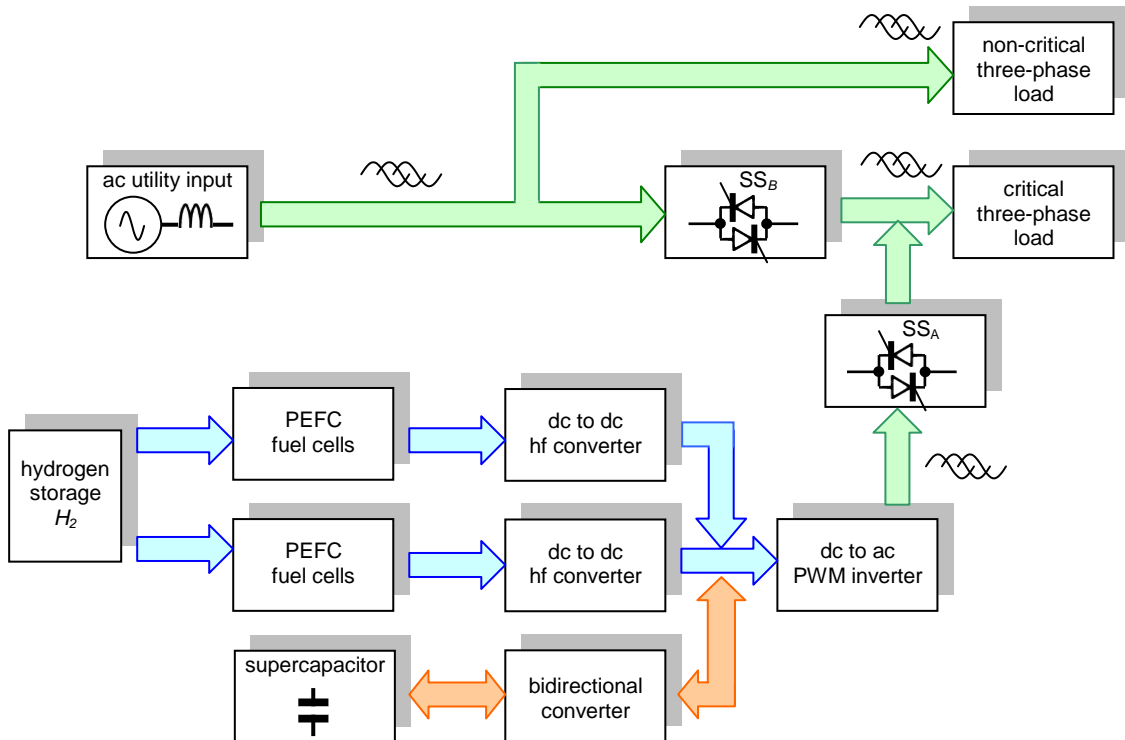 non-critical
three-phase
load
ac utility input
SSB
critical
three-phase
load
SSA
hydrogen
storage
H2
PEFC
fuel cells
dc to dc
hf converter
PEFC
fuel cells
dc to dc
hf converter
dc to ac
PWM inverter
supercapacitor
bidirectional
converter